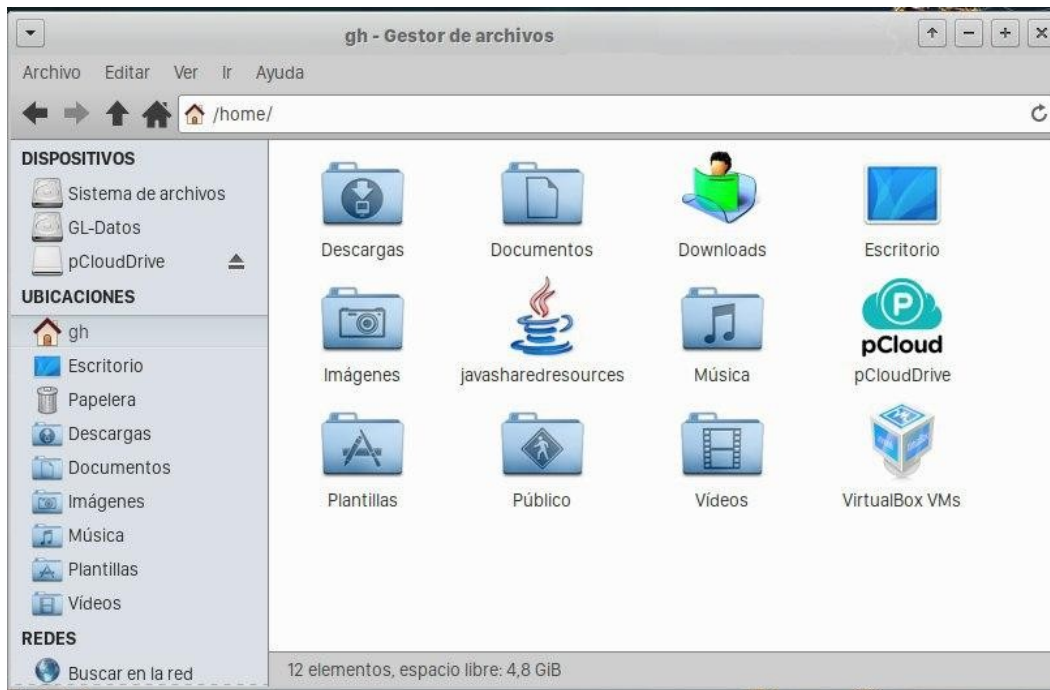 gh - Gestor de archivos
Archivo Editar Ver Ir Ayuda
/home/
DISPOSITIVOS
Sistema de archivos
GL-Datos
pCloudDrive
UBICACIONES
gh
Escritorio
Papelera
Descargas
Documentos
Imágenes
Música
Plantillas
Vídeos
REDES
Buscar en la red
Descargas Documentos Downloads Escritorio
P
pCloud
Imágenes javasharedresources Música pCloudDrive
Plantillas Público Vídeos VirtualBox VMs
12 elementos, espacio libre: 4,8 GiB